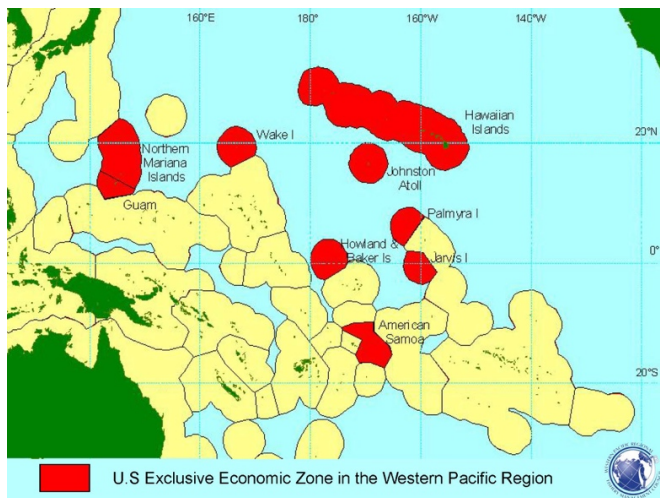 160°E
180°
160°W
140°W
Hawaiian
Islands
20°N
Wake I
Northern
Mariana
Islands
Johnston
Atoll
Guam
Palmyra I
0°
Howland &
Baker Is
Jarvis I
American
Samoa
20°S
U.S Exclusive Economic Zone in the Western Pacific Region